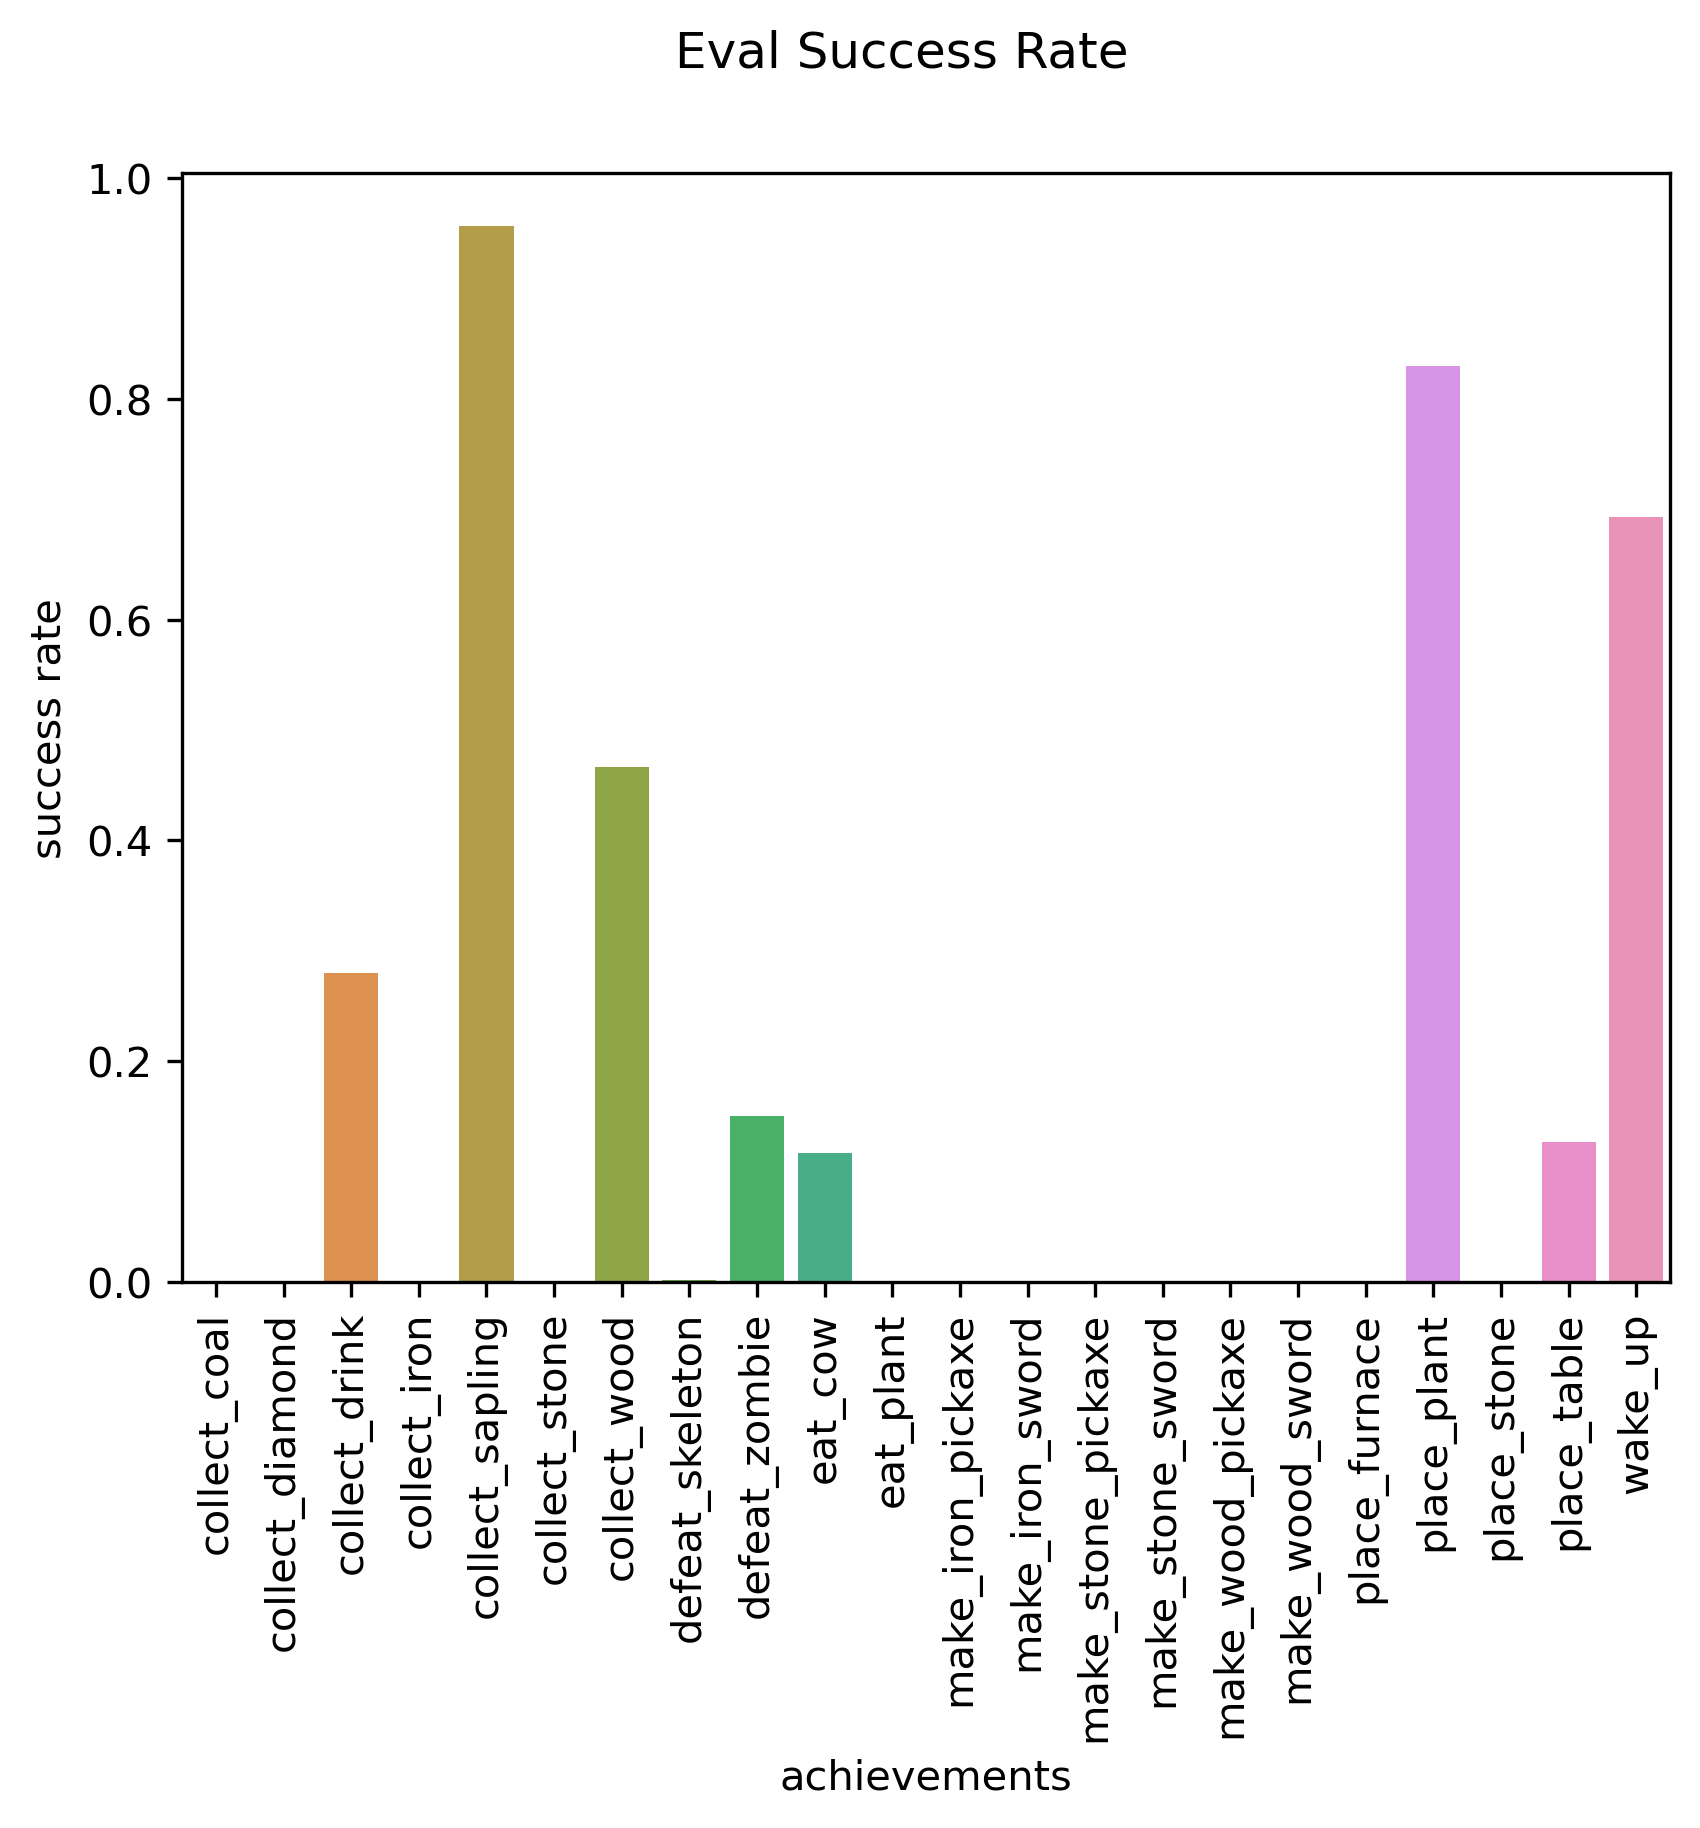 Eval Success Rate
1.0
0.8
0.6
0.4
0.2
0.0
success rate
collect_coal
collect_diamond
collect_drink
collect_iron
collect_sapling
collect_stone
collect_wood
defeat_skeleton
defeat_zombie
eat_cow
eat_plant
make_iron_pickaxe
make_iron_sword
make_stone_pickaxe
make_stone_sword
make_wood_pickaxe
make_wood_sword
place_furnace
place_plant
place_stone
place_table
wake_up
achievements